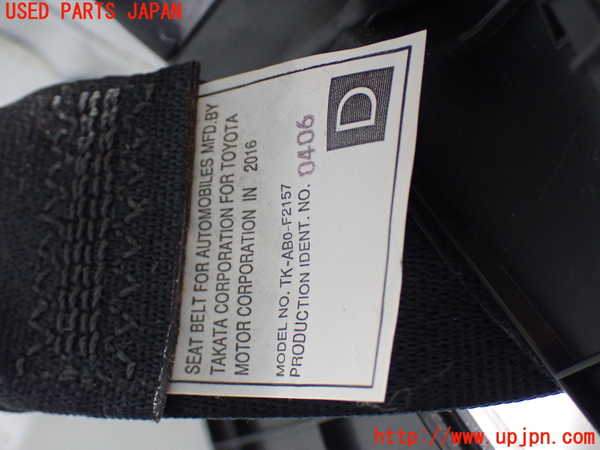 USED PARTS JAPAN
SEAT BELT FOR AUTOMOBILES MFD.BY
TAKATA CORPORATION FOR TOYOTA
MOTOR CORPORATION IN 2016
MODEL NO. TK-AB0-F2157
PRODUCTION IDENT. NO. 0406
D
http://www.upjpn.com/